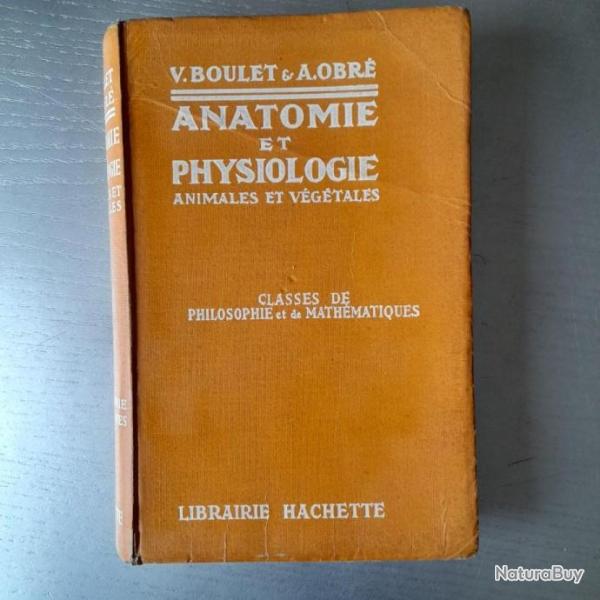 V. BOULET & A. OBRÉ
ANATOMIE
ET
PHYSIOLOGIE
ANIMALES ET VÉGÉTALES
CLASSES DE
PHILOSOPHIE et de MATHÉMATIQUES
LIBRAIRIE HACHETTE
NaturaBuy